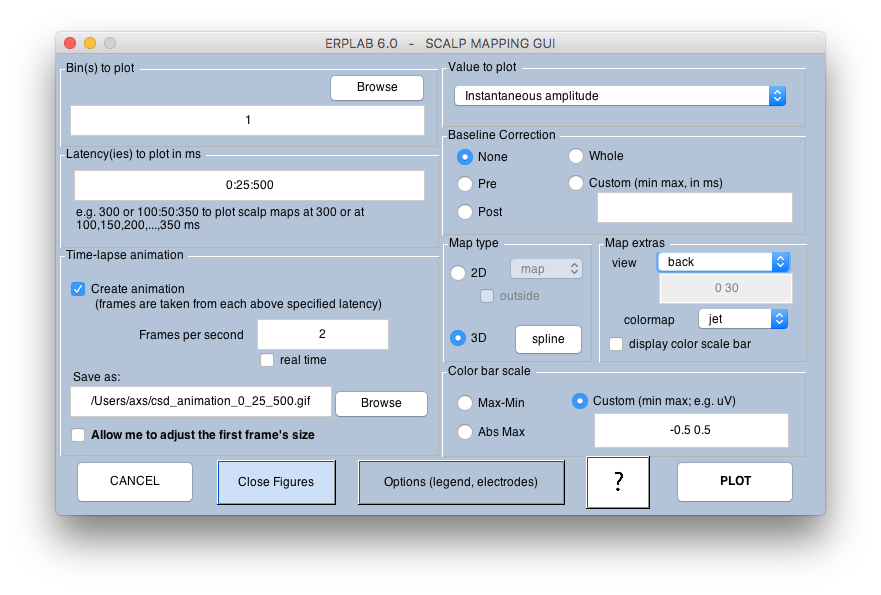 ERPLAB 6.0 - SCALP MAPPING GUI
Bin(s) to plot
Browse
1
Latency(ies) to plot in ms
0:25:500
e.g. 300 or 100:50:350 to plot scalp maps at 300 or at
100,150,200,...,350 ms
Time-lapse animation
Create animation
(frames are taken from each above specified latency)
Frames per second
2
real time
Save as:
/Users/axs/csd_animation_0_25_500.gif
Browse
Allow me to adjust the first frame's size
Value to plot
Instantaneous amplitude
Baseline Correction
None
Whole
Pre
Custom (min max, in ms)
Post
Map type
2D
map
outside
3D
spline
Map extras
view
back
0 30
colormap
jet
display color scale bar
Color bar scale
Max-Min
Custom (min max; e.g. uV)
Abs Max
-0.5 0.5
CANCEL
Close Figures
Options (legend, electrodes)
?
PLOT